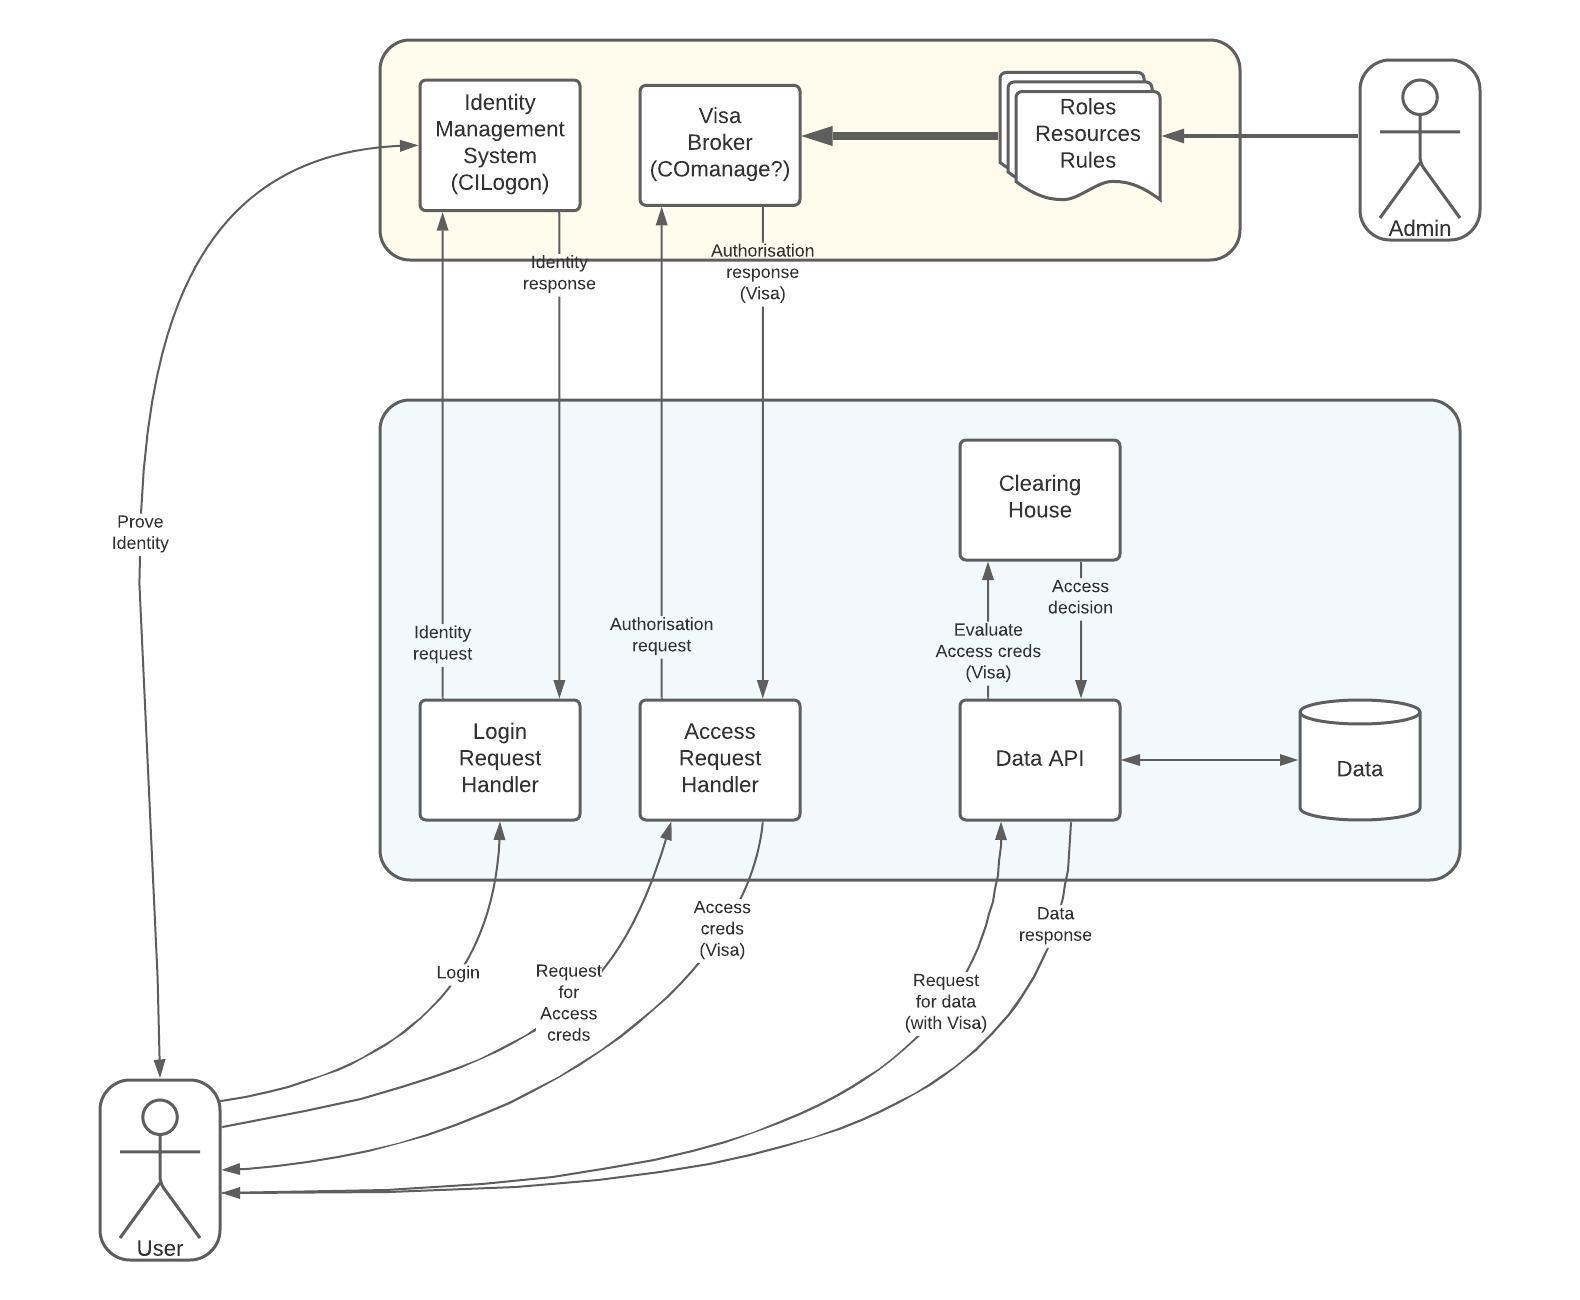 Identity
Management
System
(CILogon)
Visa
Broker
(COmanage?)
Roles
Resources
Rules
Admin
Identity
response
Authorisation
response
(Visa)
Prove
Identity
Clearing
House
Access
decision
Evaluate
Access creds
(Visa)
Identity
request
Authorisation
request
Login
Request
Handler
Access
Request
Handler
Data API
Data
Access
creds
(Visa)
Data
response
Login
Request
for
Access
creds
Request
for data
(with Visa)
User